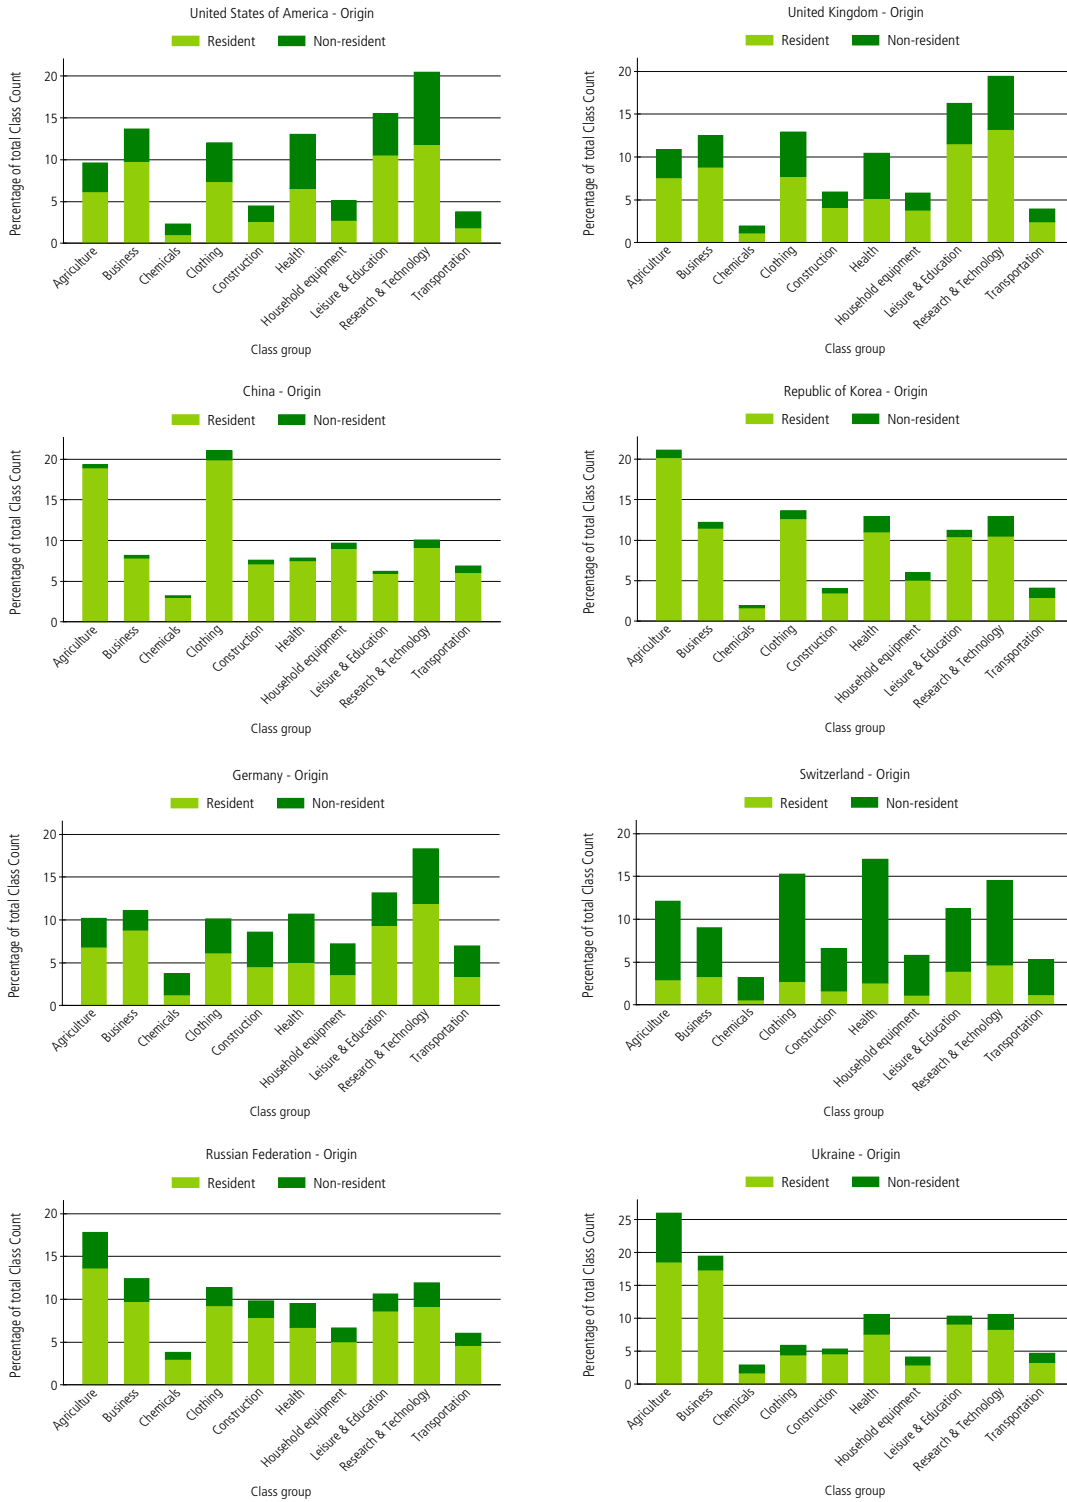 United States of America - Origin
Resident Non-resident
Percentage of total Class Count
20
15
10
5
0
Agriculture
Business
Chemicals
Clothing
Construction
Health
Household equipment
Leisure & Education
Research & Technology
Transportation
Class group
United Kingdom - Origin
Resident Non-resident
Percentage of total Class Count
20
15
10
5
0
Agriculture
Business
Chemicals
Clothing
Construction
Health
Household equipment
Leisure & Education
Research & Technology
Transportation
Class group
China - Origin
Resident Non-resident
Percentage of total Class Count
20
15
10
5
0
Agriculture
Business
Chemicals
Clothing
Construction
Health
Household equipment
Leisure & Education
Research & Technology
Transportation
Class group
Republic of Korea - Origin
Resident Non-resident
Percentage of total Class Count
20
15
10
5
0
Agriculture
Business
Chemicals
Clothing
Construction
Health
Household equipment
Leisure & Education
Research & Technology
Transportation
Class group
Germany - Origin
Resident Non-resident
Percentage of total Class Count
20
15
10
5
0
Agriculture
Business
Chemicals
Clothing
Construction
Health
Household equipment
Leisure & Education
Research & Technology
Transportation
Class group
Switzerland - Origin
Resident Non-resident
Percentage of total Class Count
20
15
10
5
0
Agriculture
Business
Chemicals
Clothing
Construction
Health
Household equipment
Leisure & Education
Research & Technology
Transportation
Class group
Russian Federation - Origin
Resident Non-resident
Percentage of total Class Count
20
15
10
5
0
Agriculture
Business
Chemicals
Clothing
Construction
Health
Household equipment
Leisure & Education
Research & Technology
Transportation
Class group
Ukraine - Origin
Resident Non-resident
Percentage of total Class Count
25
20
15
10
5
0
Agriculture
Business
Chemicals
Clothing
Construction
Health
Household equipment
Leisure & Education
Research & Technology
Transportation
Class group